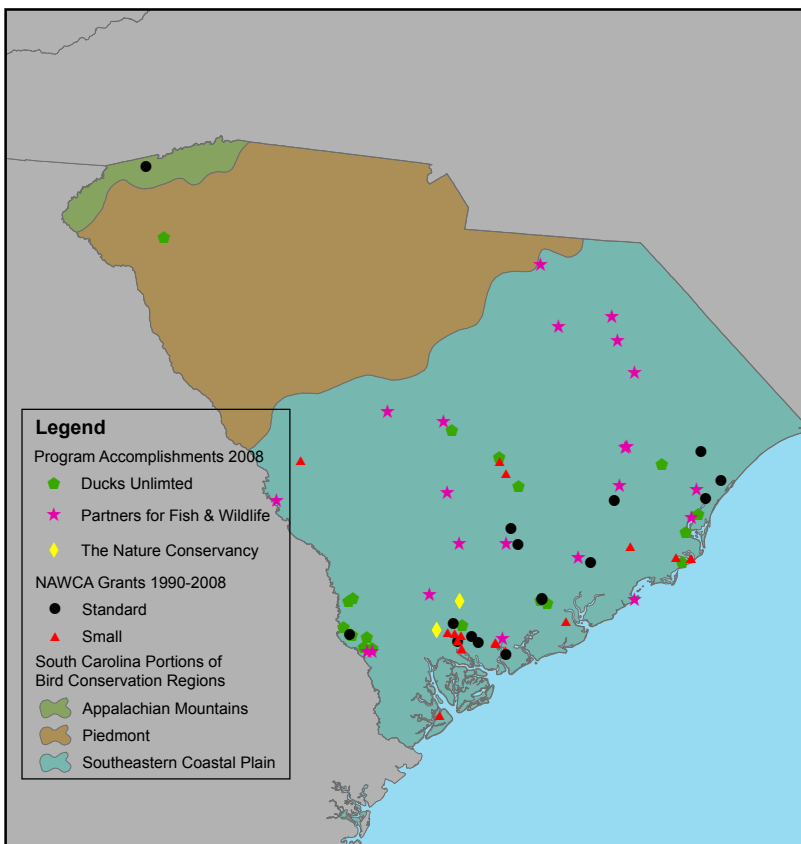 Legend
Program Accomplishments 2008
Ducks Unlimted
Partners for Fish & Wildlife
The Nature Conservancy
NAWCA Grants 1990-2008
Standard
Small
South Carolina Portions of
Bird Conservation Regions
Appalachian Mountains
Piedmont
Southeastern Coastal Plain